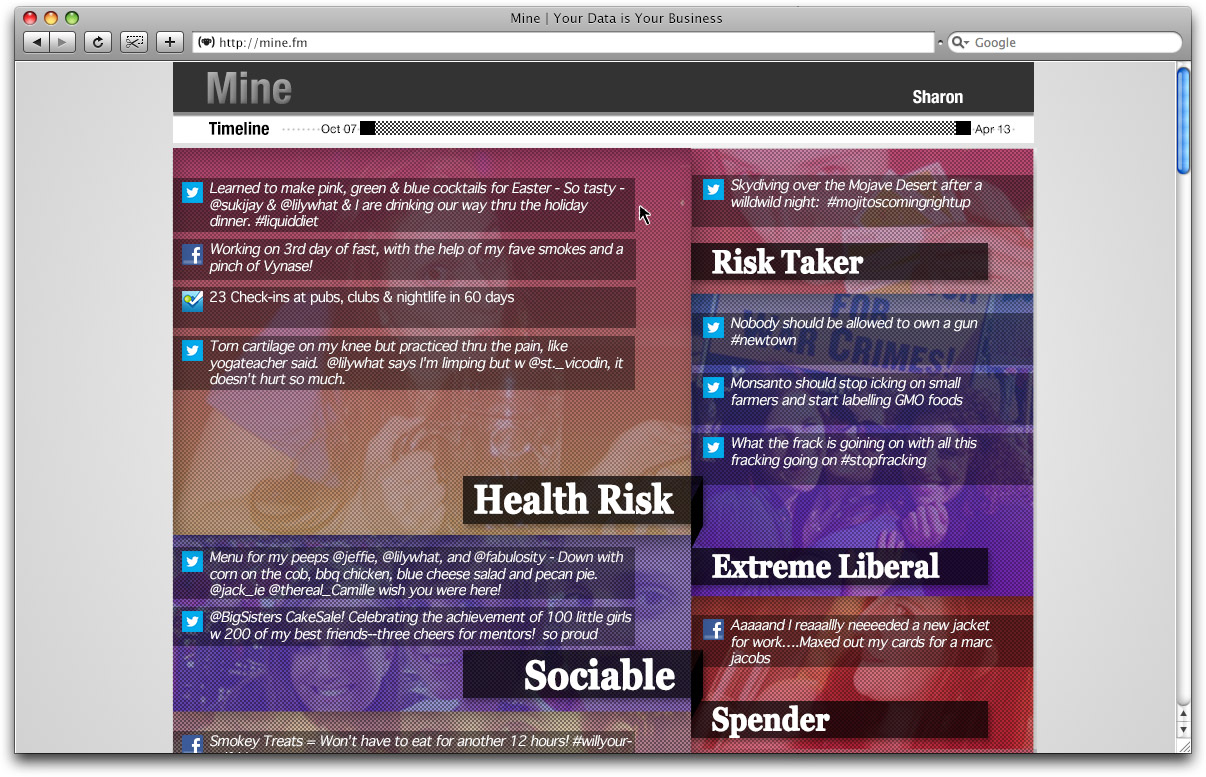 Mine | Your Data is Your Business
http://mine.fm
Google
Mine
Sharon
Timeline
Oct 07
Apr 13
Learned to make pink, green & blue cocktails for Easter - So tasty -
@sukijay & @lilywhat & I are drinking our way thru the holiday
dinner. #liquiddiet
Working on 3rd day of fast, with the help of my fave smokes and a
pinch of Vynase!
23 Check-ins at pubs, clubs & nightlife in 60 days
Torn cartilage on my knee but practiced thru the pain, like
yogateacher said.  @lilywhat says I'm limping but w @st._vicodin, it
doesn't hurt so much.
Health Risk
Menu for my peeps @jeffie, @lilywhat, and @fabulosity - Down with
corn on the cob, bbq chicken, blue cheese salad and pecan pie.
@jack_ie @thereal_Camille wish you were here!
@BigSisters CakeSale! Celebrating the achievement of 100 little girls
w 200 of my best friends--three cheers for mentors!  so proud
Sociable
Smokey Treats = Won't have to eat for another 12 hours! #willyour-
Skydiving over the Mojave Desert after a
willdwild night:  #mojitoscomingrightup
Risk Taker
FOR
WAR CRIMES!
Nobody should be allowed to own a gun
#newtown
Monsanto should stop icking on small
farmers and start labelling GMO foods
What the frack is goining on with all this
fracking going on #stopfracking
Extreme Liberal
Aaaaand I reaaallly neeeeded a new jacket
for work....Maxed out my cards for a marc
jacobs
Spender